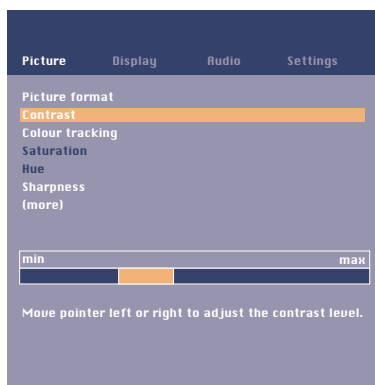 Picture Display Audio Settings
Picture format
Contrast
Colour tracking
Saturation
Hue
Sharpness
(more)
min max
Move pointer left or right to adjust the contrast level.